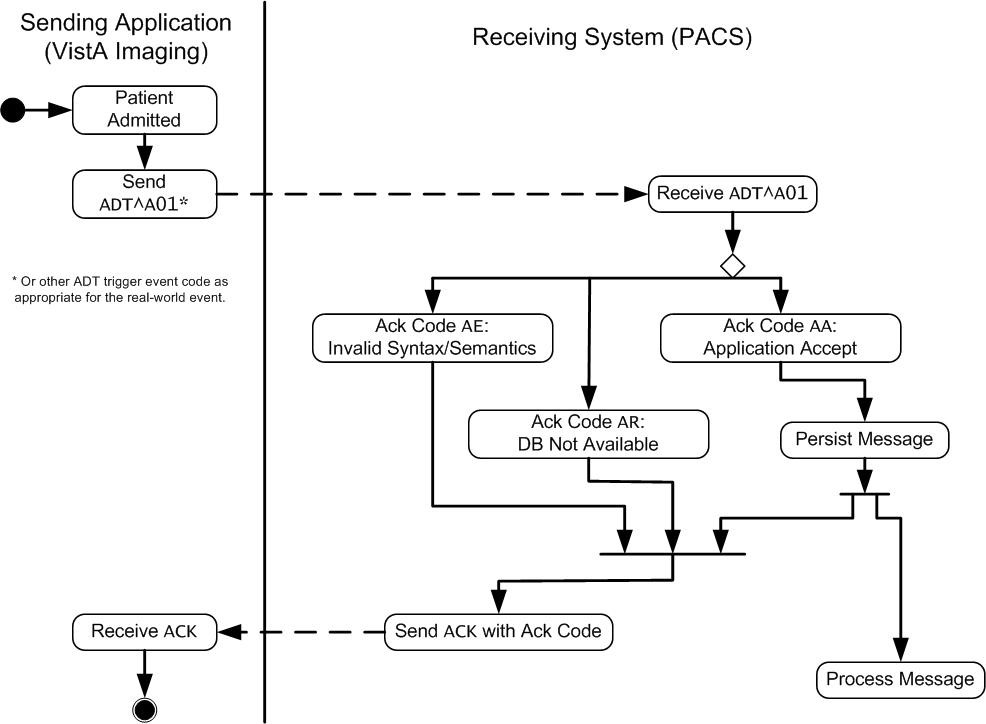 Sending Application
(VistA Imaging)
Receiving System (PACS)
Patient
Admitted
Send
ADT^A01*
Receive ADT^A01
* Or other ADT trigger event code as
appropriate for the real-world event.
Ack Code AE:
Invalid Syntax/Semantics
Ack Code AA:
Application Accept
Ack Code AR:
DB Not Available
Persist Message
Receive ACK
Send ACK with Ack Code
Process Message